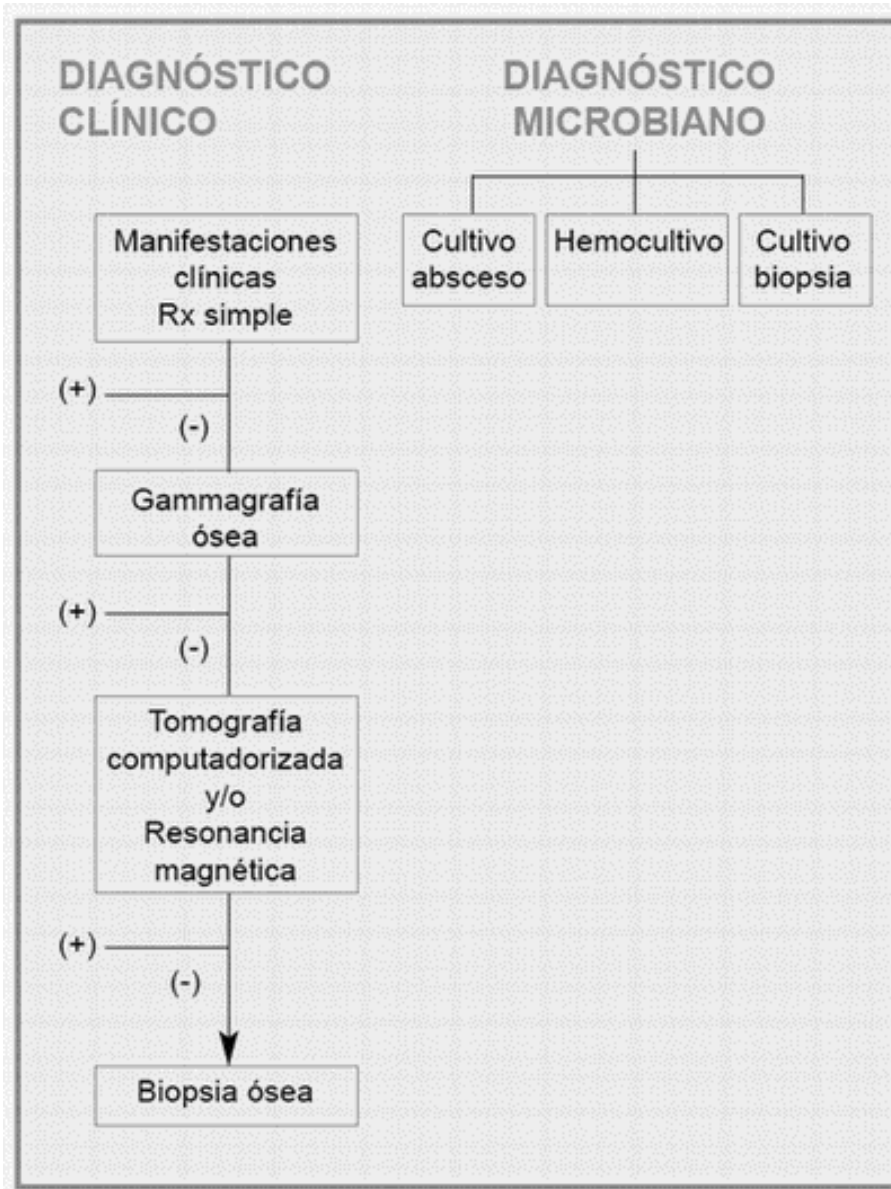 DIAGNÓSTICO
CLÍNICO
Manifestaciones
clínicas
Rx simple
(+)
(-)
Gammagrafía
ósea
(+)
(-)
Tomografía
computadorizada
y/o
Resonancia
magnética
(+)
(-)
Biopsia ósea
DIAGNÓSTICO
MICROBIANO
Cultivo
absceso
Hemocultivo
Cultivo
biopsia